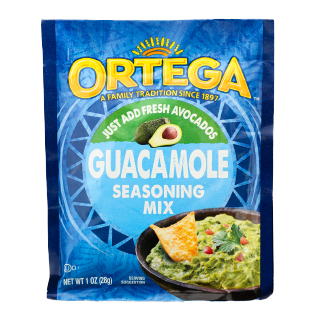 ORTEGA
A FAMILY TRADITION SINCE 1897
JUST ADD FRESH AVOCADOS
GUACAMOLE
SEASONING
MIX
NET WT 1 OZ (28g)
SERVING
SUGGESTION